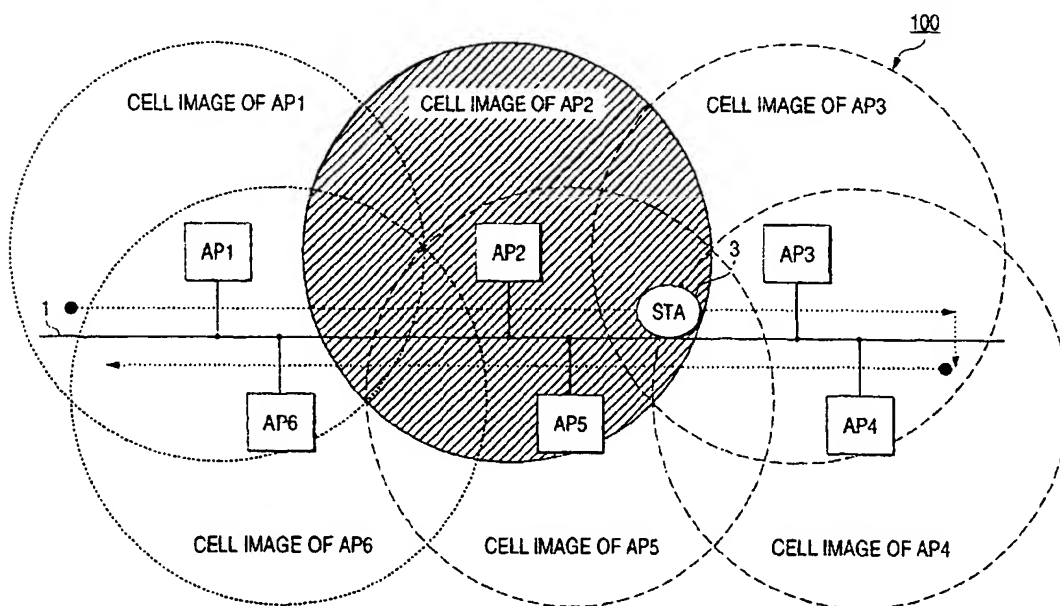 100
CELL IMAGE OF AP1
CELL IMAGE OF AP2
CELL IMAGE OF AP3
AP1
AP2
3
AP3
1
STA
AP6
AP5
AP4
CELL IMAGE OF AP6
CELL IMAGE OF AP5
CELL IMAGE OF AP4